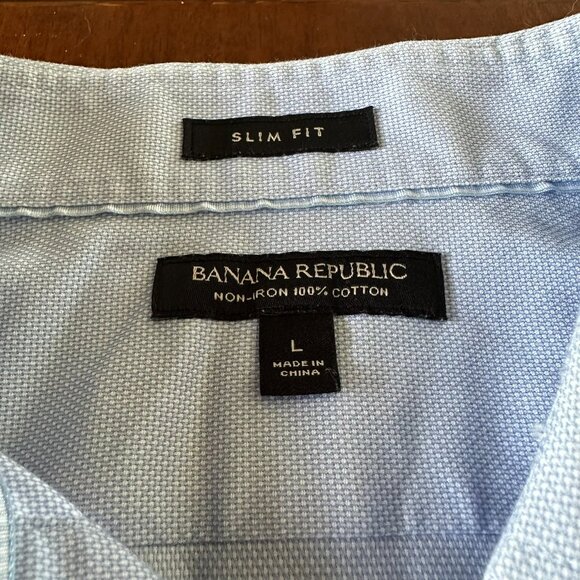 SLIM FIT
BANANA REPUBLIC
NON-IRON 100% COTTON
L
MADE IN
CHINA